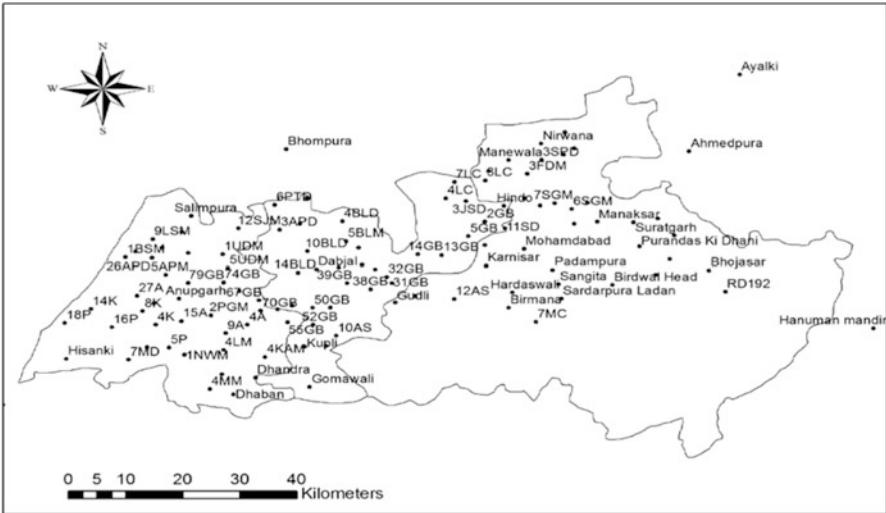 N
Ayalki
W
E
Nirwana
S
Bhompura
Ahmedpura
Manewala
3SPD
7LC
3FDM
4LC
6PTD
Hindo
7SGM
6SGM
3JSD
Salimpura
4BLD
2GB
Manaksar
12SJM
3APD
Suratgarh
5GB
11SD
9LSM
5BLM
Purandas Ki Dhani
1BSM
1UDM
10BLD
14GB
13GB
Mohamdabad
5UDM
Dabjal
Karnisar
26APD
5APM
14BLD
32GB
Padampura
Bhojasar
79GB
74GB
39GB
Sangita
Birdwal Head
38GB
31GB
Hardaswali
RD192
27A
Anupgarh
67GB
12AS
Sardarpura Ladan
14K
8K
2PGM
70GB
50GB
Gudli
Birmana
18P
16P
4K
15A
4A
52GB
7MC
Hanuman mandir
9A
55GB
10AS
5P
4LM
Kupli
Hisanki
7MD
1NWM
4KAM
4MM
Dhandra
Gomawali
Dhaban
0 5 10 20 30 40
Kilometers